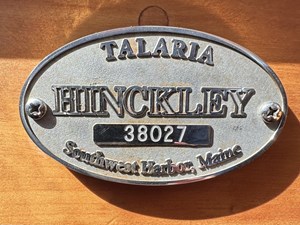 TALARIA
HINCKLEY
38027
Southwest Harbor, Maine